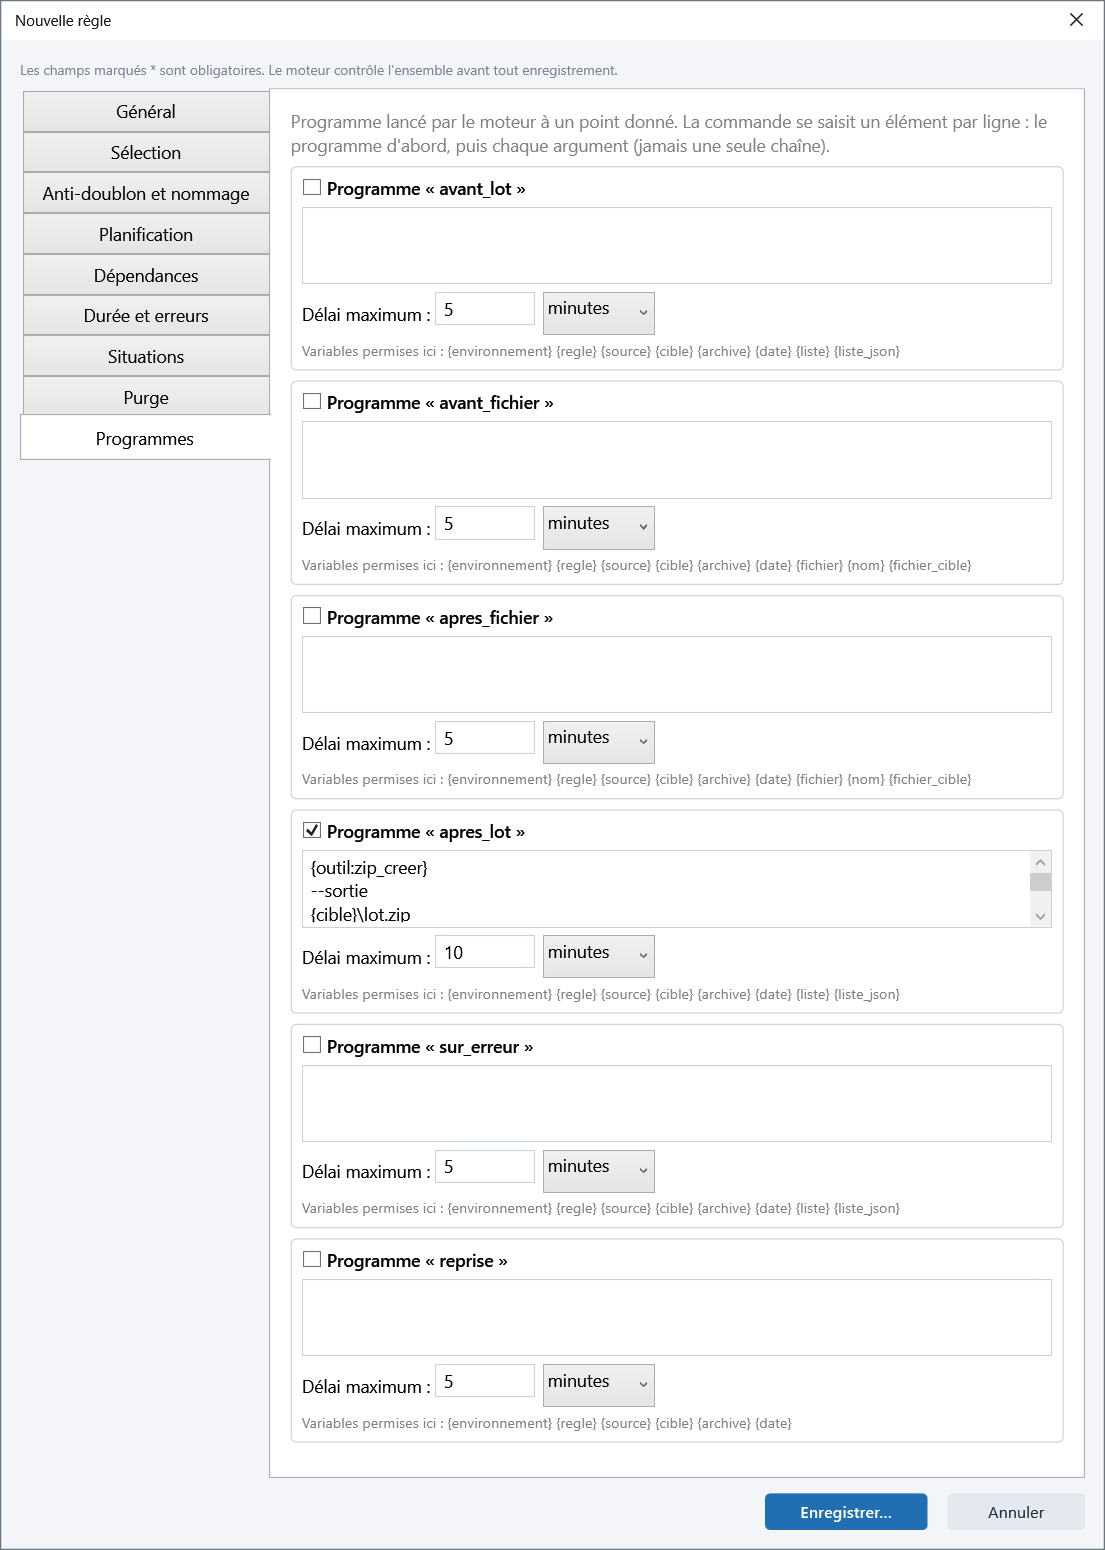 Nouvelle règle
Les champs marqués * sont obligatoires. Le moteur contrôle l'ensemble avant tout enregistrement.
Général
Sélection
Anti-doublon et nommage
Planification
Dépendances
Durée et erreurs
Situations
Purge
Programmes
Programme lancé par le moteur à un point donné. La commande se saisit un élément par ligne : le
programme d'abord, puis chaque argument (jamais une seule chaîne).
Programme « avant_lot »
Délai maximum : 5 minutes
Variables permises ici : {environnement} {regle} {source} {cible} {archive} {date} {liste} {liste_json}
Programme « avant_fichier »
Délai maximum : 5 minutes
Variables permises ici : {environnement} {regle} {source} {cible} {archive} {date} {fichier} {nom} {fichier_cible}
Programme « apres_fichier »
Délai maximum : 5 minutes
Variables permises ici : {environnement} {regle} {source} {cible} {archive} {date} {fichier} {nom} {fichier_cible}
Programme « apres_lot »
{outil:zip_creer}
--sortie
{cible}\lot.zip
Délai maximum : 10 minutes
Variables permises ici : {environnement} {regle} {source} {cible} {archive} {date} {liste} {liste_json}
Programme « sur_erreur »
Délai maximum : 5 minutes
Variables permises ici : {environnement} {regle} {source} {cible} {archive} {date} {liste} {liste_json}
Programme « reprise »
Délai maximum : 5 minutes
Variables permises ici : {environnement} {regle} {source} {cible} {archive} {date}
Enregistrer... Annuler